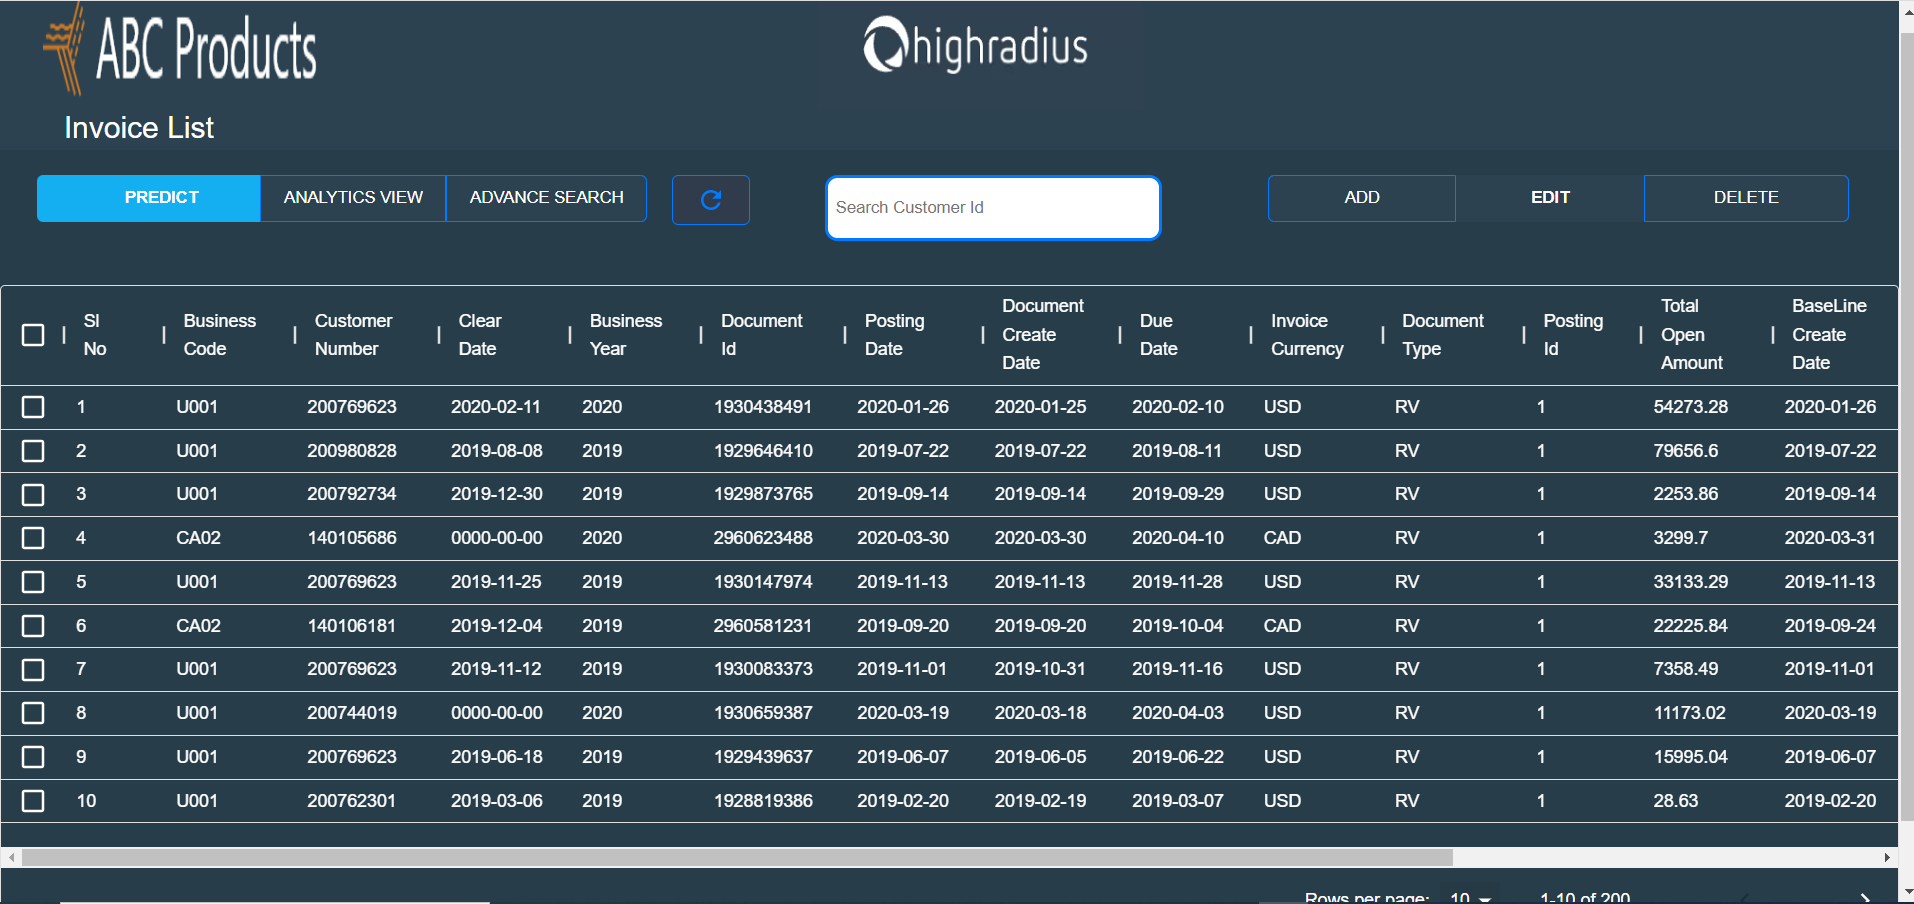 ABC Products
highradius
Invoice List
PREDICT ANALYTICS VIEW ADVANCE SEARCH Search Customer Id ADD EDIT DELETE
Sl No | Business Code | Customer Number | Clear Date | Business Year | Document Id | Posting Date | Document Create Date | Due Date | Invoice Currency | Document Type | Posting Id | Total Open Amount | BaseLine Create Date
1 U001 200769623 2020-02-11 2020 1930438491 2020-01-26 2020-01-25 2020-02-10 USD RV 1 54273.28 2020-01-26
2 U001 200980828 2019-08-08 2019 1929646410 2019-07-22 2019-07-22 2019-08-11 USD RV 1 79656.6 2019-07-22
3 U001 200792734 2019-12-30 2019 1929873765 2019-09-14 2019-09-14 2019-09-29 USD RV 1 2253.86 2019-09-14
4 CA02 140105686 0000-00-00 2020 2960623488 2020-03-30 2020-03-30 2020-04-10 CAD RV 1 3299.7 2020-03-31
5 U001 200769623 2019-11-25 2019 1930147974 2019-11-13 2019-11-13 2019-11-28 USD RV 1 33133.29 2019-11-13
6 CA02 140106181 2019-12-04 2019 2960581231 2019-09-20 2019-09-20 2019-10-04 CAD RV 1 22225.84 2019-09-24
7 U001 200769623 2019-11-12 2019 1930083373 2019-11-01 2019-10-31 2019-11-16 USD RV 1 7358.49 2019-11-01
8 U001 200744019 0000-00-00 2020 1930659387 2020-03-19 2020-03-18 2020-04-03 USD RV 1 11173.02 2020-03-19
9 U001 200769623 2019-06-18 2019 1929439637 2019-06-07 2019-06-05 2019-06-22 USD RV 1 15995.04 2019-06-07
10 U001 200762301 2019-03-06 2019 1928819386 2019-02-20 2019-02-19 2019-03-07 USD RV 1 28.63 2019-02-20
Rows per page: 10 1-10 of 200